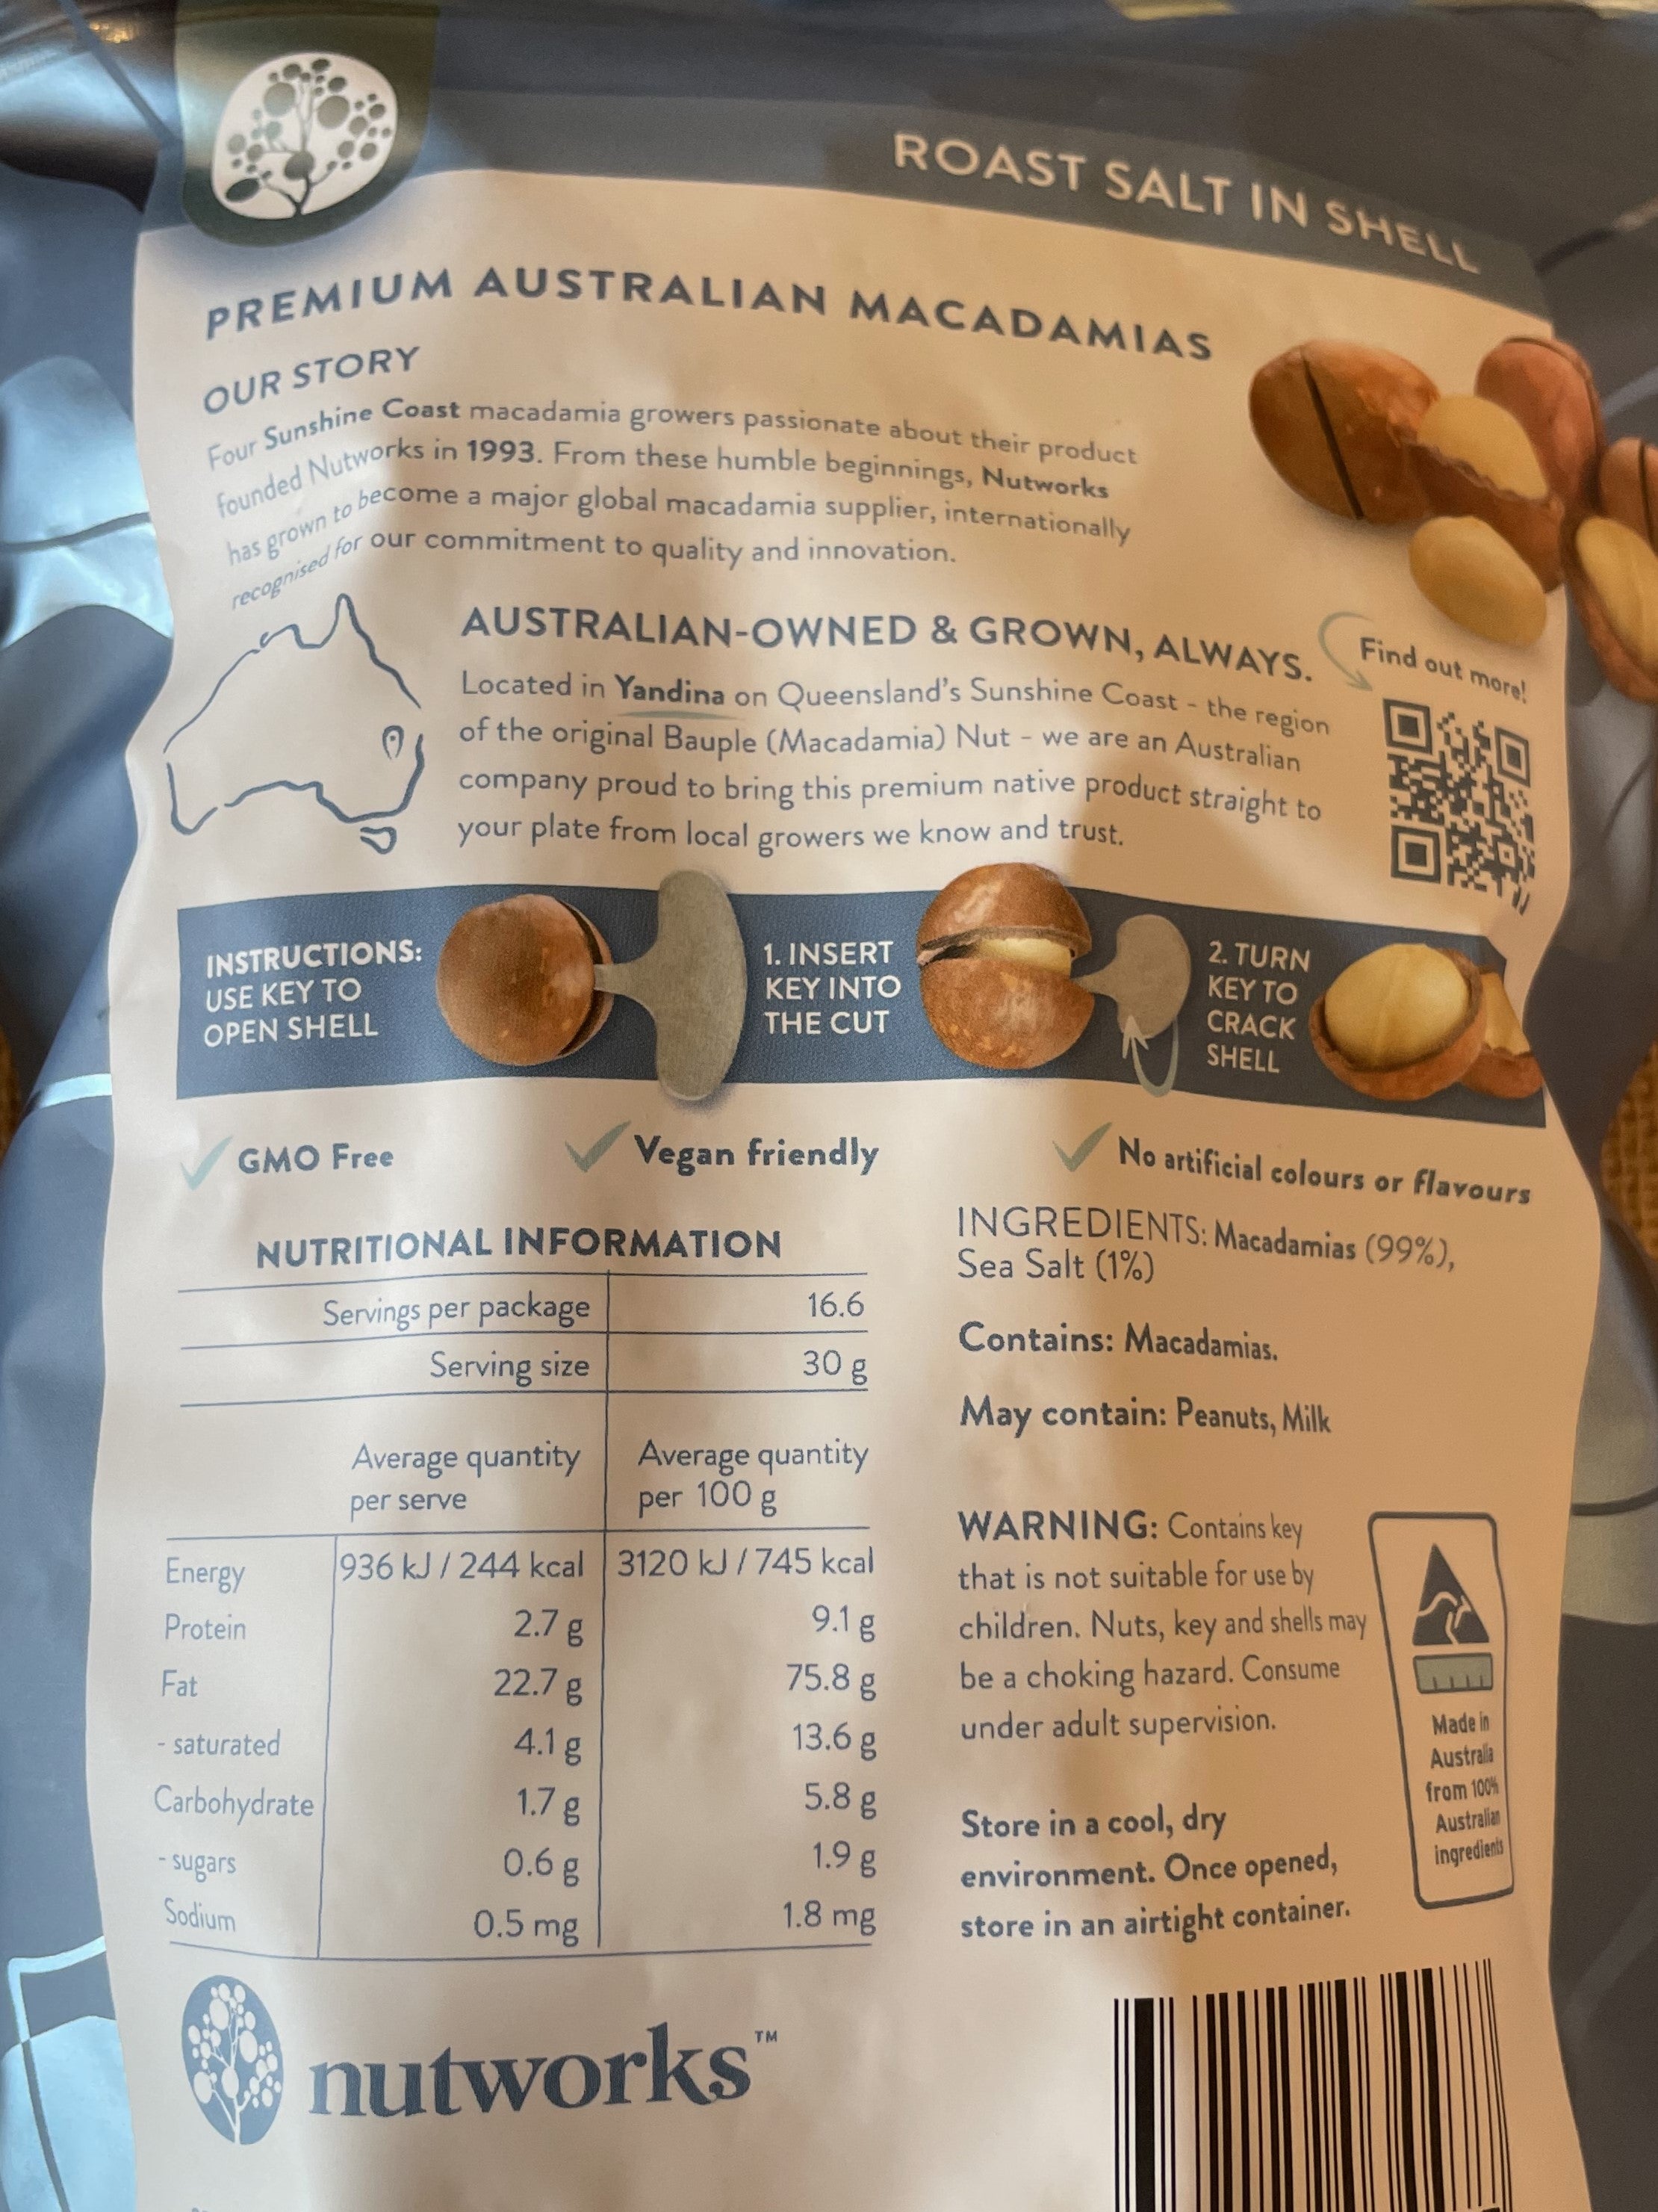 ROAST SALT IN SHELL
PREMIUM AUSTRALIAN MACADAMIAS
OUR STORY
Four Sunshine Coast macadamia growers passionate about their product
founded Nutworks in 1993. From these humble beginnings, Nutworks
has grown to become a major global macadamia supplier, internationally
recognised for our commitment to quality and innovation.
AUSTRALIAN-OWNED & GROWN, ALWAYS.
Find out more!
Located in Yandina on Queensland's Sunshine Coast - the region
of the original Bauple (Macadamia) Nut - we are an Australian
company proud to bring this premium native product straight to
your plate from local growers we know and trust.
INSTRUCTIONS:
USE KEY TO
OPEN SHELL
1. INSERT
KEY INTO
THE CUT
2. TURN
KEY TO
CRACK
SHELL
GMO Free
Vegan friendly
No artificial colours or flavours
NUTRITIONAL INFORMATION
Servings per package 16.6
Serving size 30 g
Average quantity
per serve
Average quantity
per 100 g
Energy 936 kJ / 244 kcal 3120 kJ / 745 kcal
Protein 2.7 g 9.1 g
Fat 22.7 g 75.8 g
- saturated 4.1 g 13.6 g
Carbohydrate 1.7 g 5.8 g
- sugars 0.6 g 1.9 g
Sodium 0.5 mg 1.8 mg
INGREDIENTS: Macadamias (99%),
Sea Salt (1%)
Contains: Macadamias.
May contain: Peanuts, Milk
WARNING: Contains key
that is not suitable for use by
children. Nuts, key and shells may
be a choking hazard. Consume
under adult supervision.
Store in a cool, dry
environment. Once opened,
store in an airtight container.
Made in
Australia
from 100%
Australian
ingredients
nutworks™